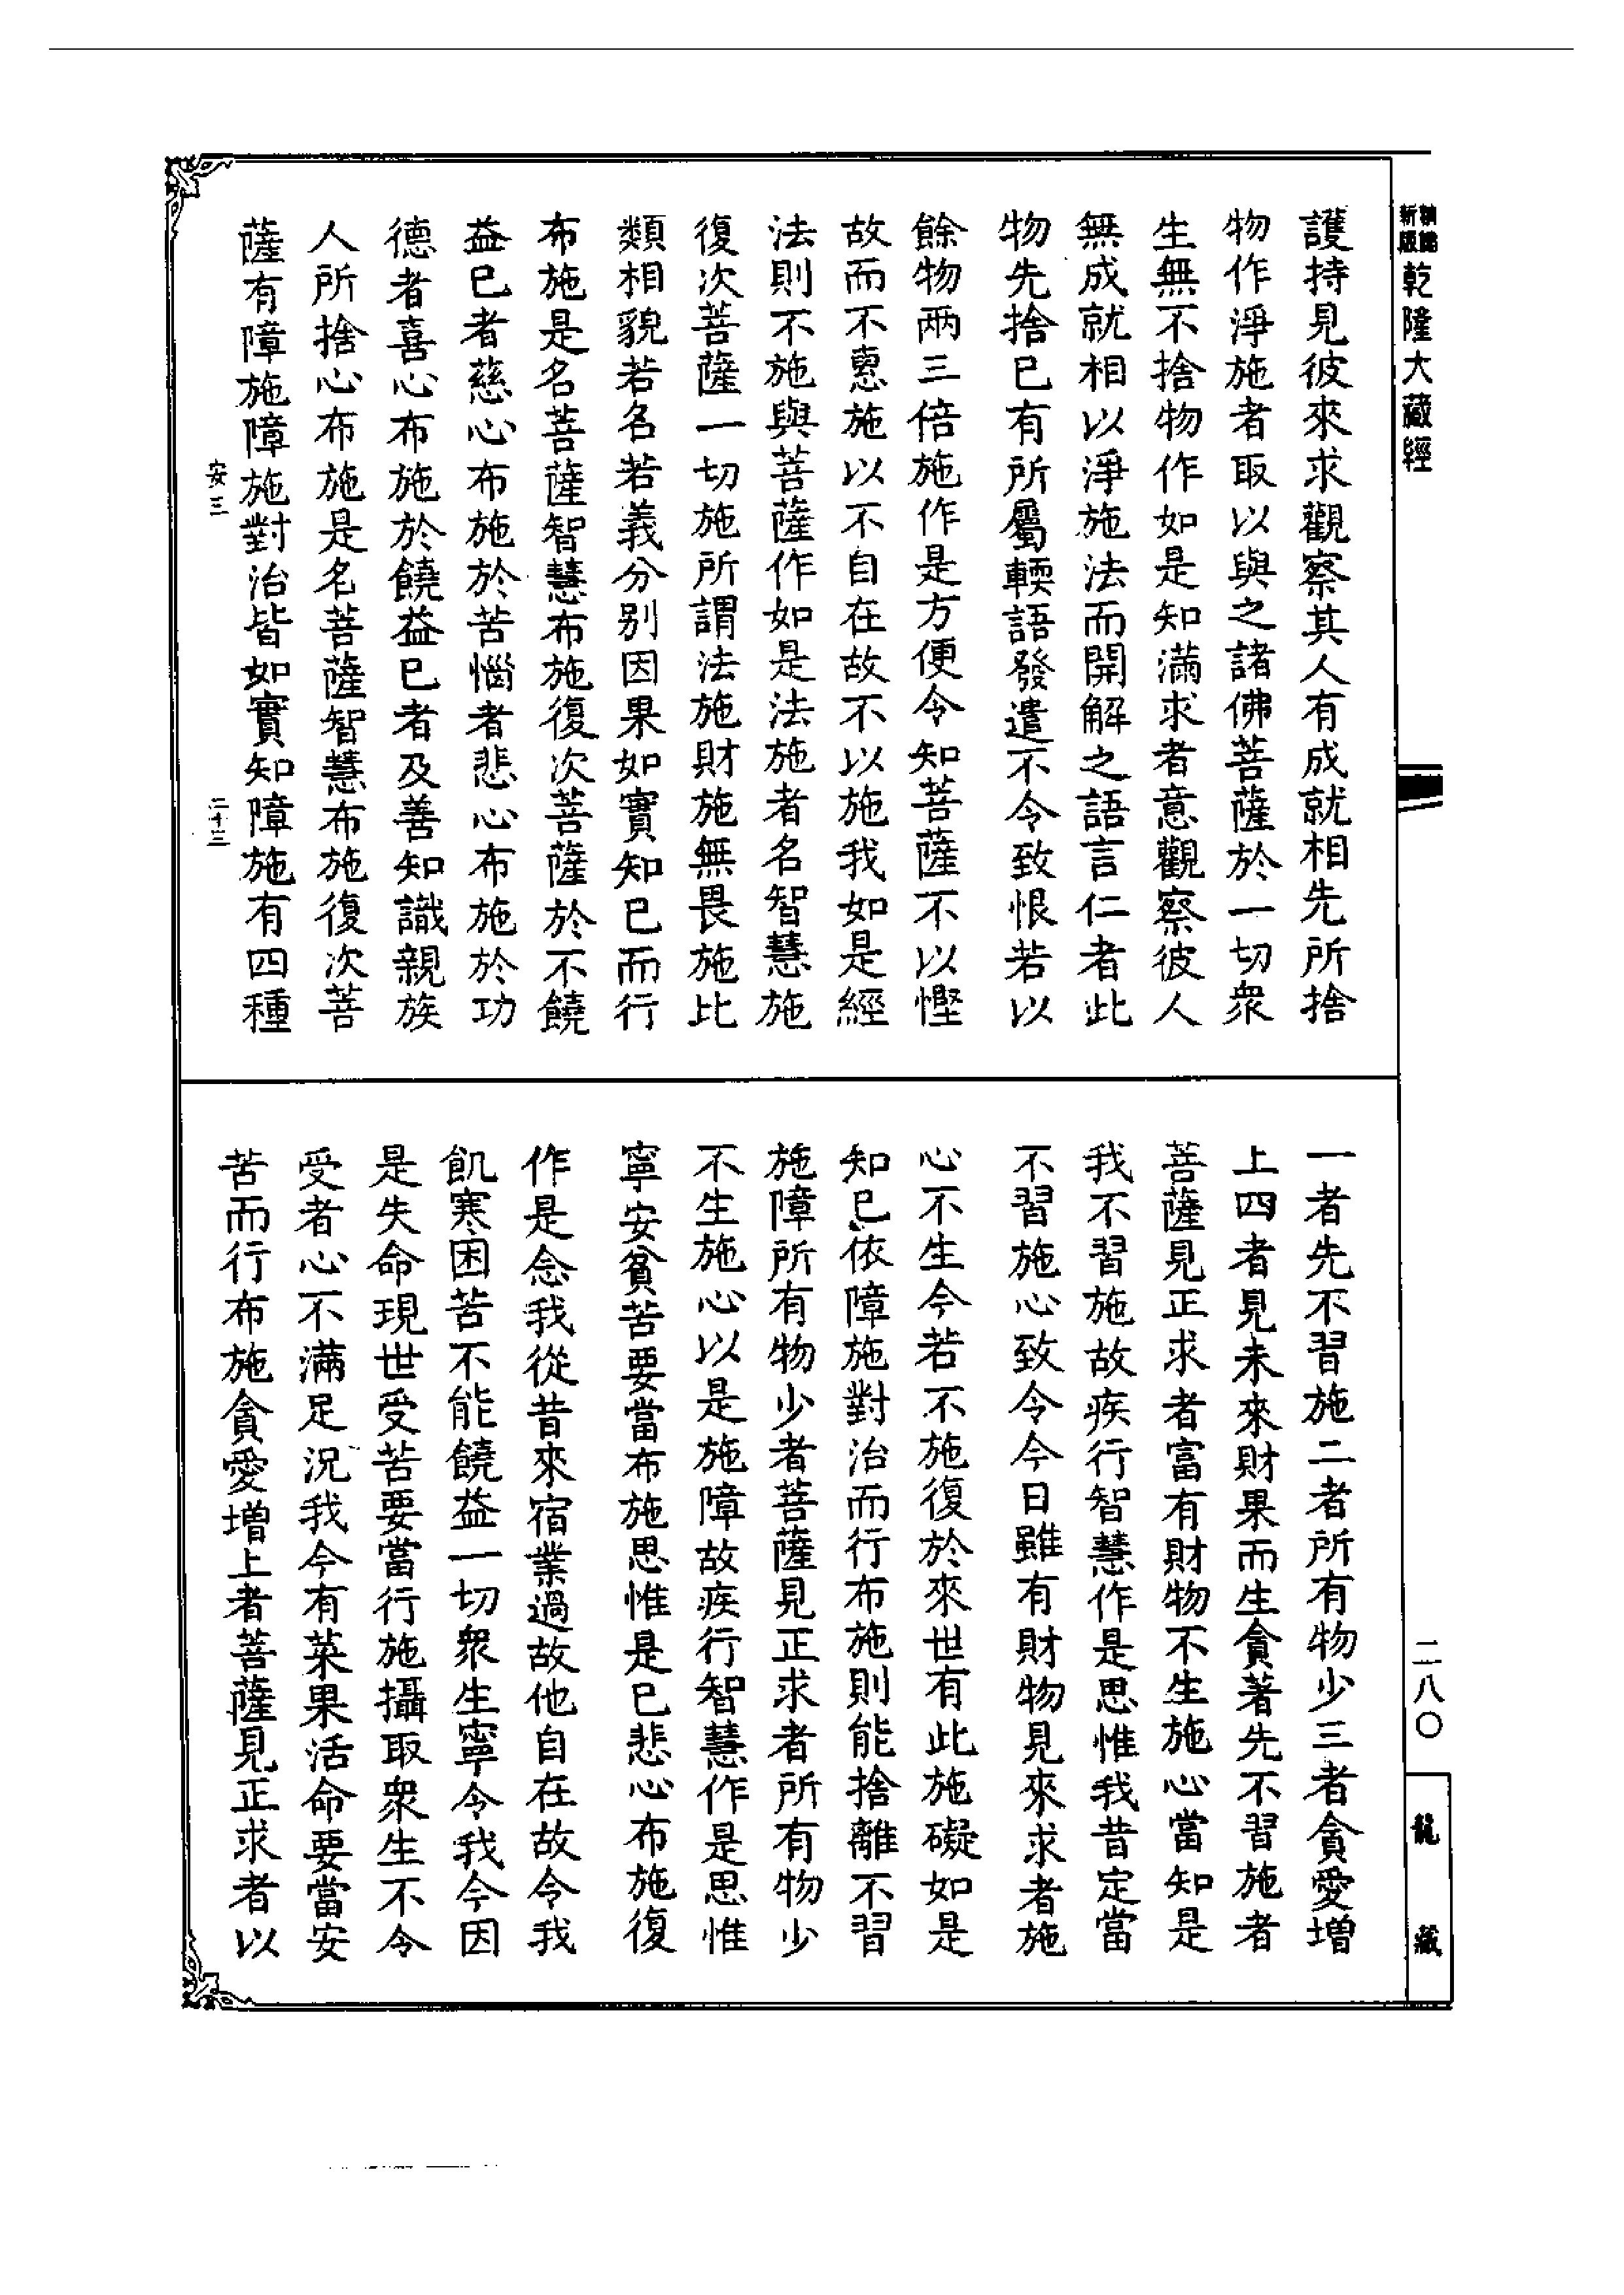 新版
乾隆大藏經
護持見彼來求觀察其人有成就相先所捨
物作淨施者取以與之諸佛菩薩於一切衆
生無不捨物作如是知滿求者意觀察彼人
無成就相以淨施法而開解之語言仁者此
物先捨已有所屬輭語發遣不令致恨若以
餘物兩三倍施作是方便令知菩薩不以慳
故而不惠施以不自在故不以施我如是經
法則不施與菩薩作如是法施者名智慧施
復次菩薩一切施所謂法施財施無畏施比
類相貌若名若義分別因果如實知已而行
布施是名菩薩智慧布施復次菩薩於不饒
益已者慈心布施於苦惱者悲心布施於功
德者喜心布施於饒益已者及善知識親族
人所捨心布施是名菩薩智慧布施復次菩
薩有障施障施對治皆如實知障施有四種
安三
二十三
一者先不習施二者所有物少三者貪愛增
上四者見未來財果而生貪著先不習施者
菩薩見正求者富有財物不生施心當知是
我不習施故疾行智慧作是思惟我昔定當
不習施心致令今日雖有財物見來求者施
心不生今若不施復於來世有此施礙如是
知已依障施對治而行布施則能捨離不習
施障所有物少者菩薩見正求者所有物少
不生施心以是施障故疾行智慧作是思惟
寧安貧苦要當布施思惟是已悲心布施復
作是念我從昔來宿業過故他自在故令我
飢寒困苦不能饒益一切衆生寧令我今因
是失命現世受苦要當行施攝取衆生不令
受者心不滿足況我今有菜果活命要當安
苦而行布施貪愛增上者菩薩見正求者以
二八〇
龍藏